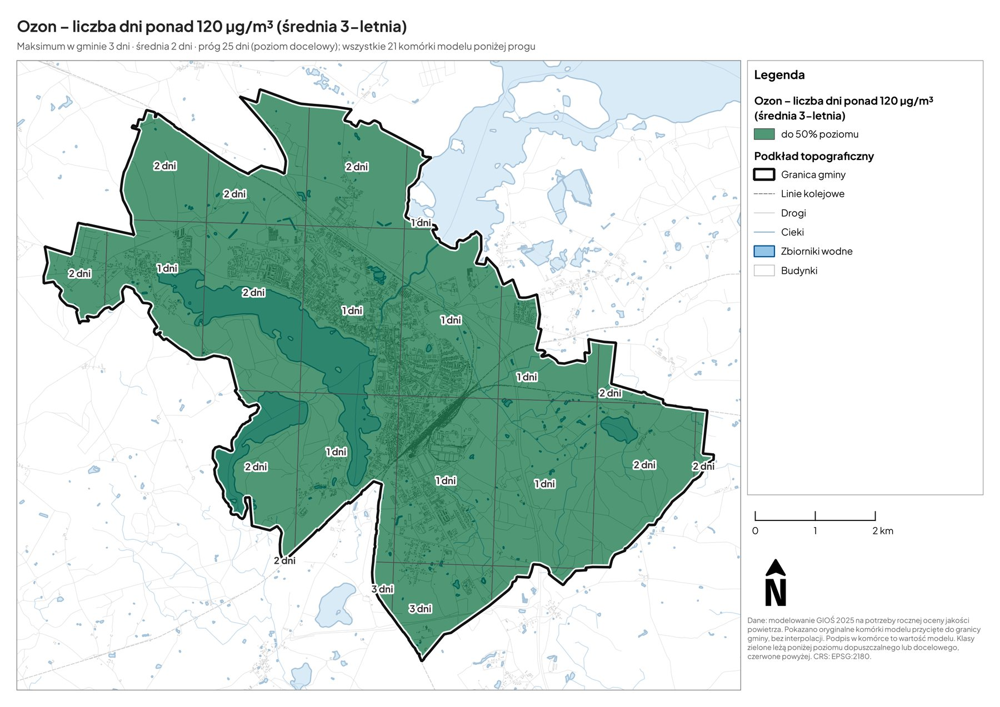 Ozon – liczba dni ponad 120 µg/m³ (średnia 3-letnia)
Maksimum w gminie 3 dni · średnia 2 dni · próg 25 dni (poziom docelowy); wszystkie 21 komórki modelu poniżej progu
2 dni
2 dni
2 dni
1 dni
1 dni
2 dni
2 dni
1 dni
1 dni
1 dni
2 dni
1 dni
2 dni
2 dni
2 dni
1 dni
1 dni
2 dni
3 dni
3 dni
Legenda
Ozon – liczba dni ponad 120 µg/m³
(średnia 3-letnia)
do 50% poziomu
Podkład topograficzny
Granica gminy
Linie kolejowe
Drogi
Cieki
Zbiorniki wodne
Budynki
0 1 2 km
N
Dane: modelowanie GIOŚ 2025 na potrzeby rocznej oceny jakości
powietrza. Pokazano oryginalne komórki modelu przycięte do granicy
gminy, bez interpolacji. Podpis w komórce to wartość modelu. Klasy
zielone leżą poniżej poziomu dopuszczalnego lub docelowego,
czerwone powyżej. CRS: EPSG:2180.